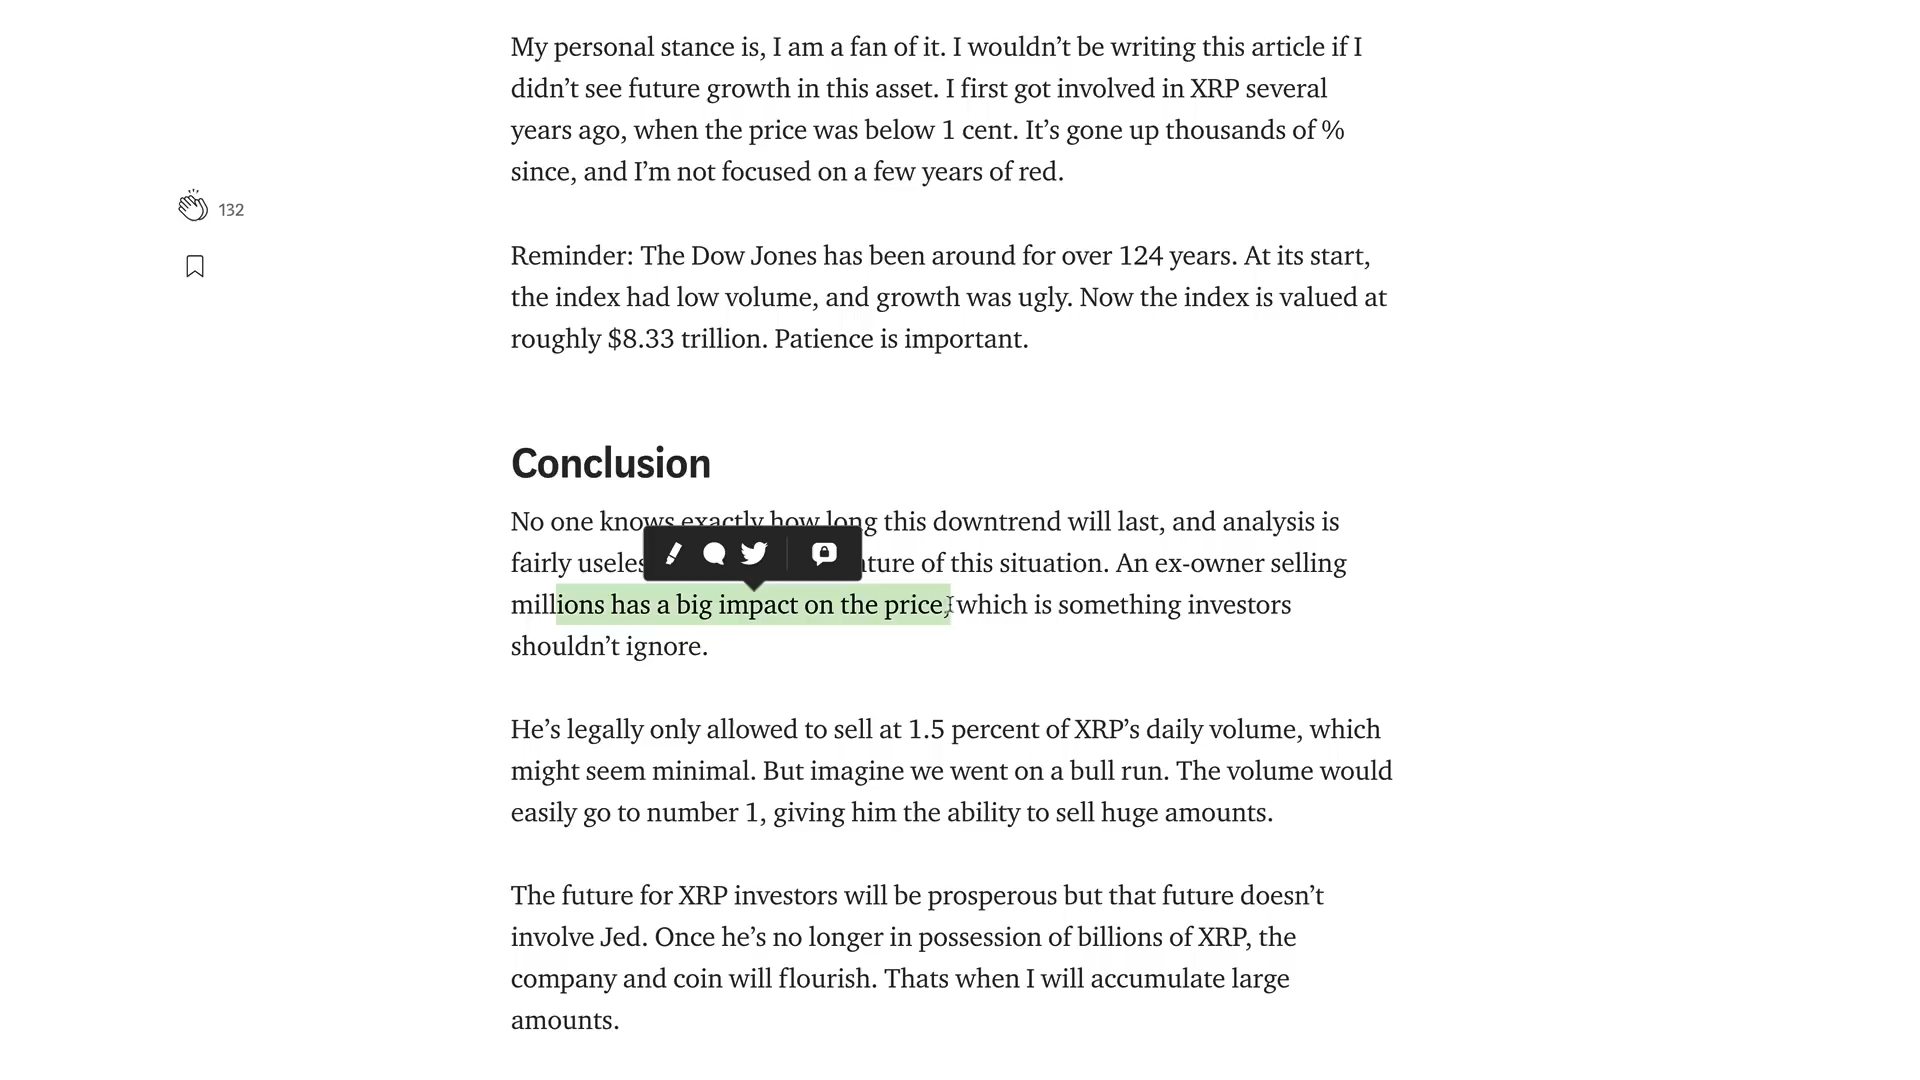 My personal stance is, I am a fan of it. I wouldn’t be writing this article if I
didn’t see future growth in this asset. I first got involved in XRP several
years ago, when the price was below 1 cent. It’s gone up thousands of %
since, and I’m not focused on a few years of red.
132
Reminder: The Dow Jones has been around for over 124 years. At its start,
the index had low volume, and growth was ugly. Now the index is valued at
roughly $8.33 trillion. Patience is important.
Conclusion
No one knows exactly how long this downtrend will last, and analysis is
fairly of this situation. An ex-owner selling
millions has a big impact on the price, which is something investors
shouldn’t ignore.
He’s legally only allowed to sell at 1.5 percent of XRP’s daily volume, which
might seem minimal. But imagine we went on a bull run. The volume would
easily go to number 1, giving him the ability to sell huge amounts.
The future for XRP investors will be prosperous but that future doesn’t
involve Jed. Once he’s no longer in possession of billions of XRP, the
company and coin will flourish. Thats when I will accumulate large
amounts.